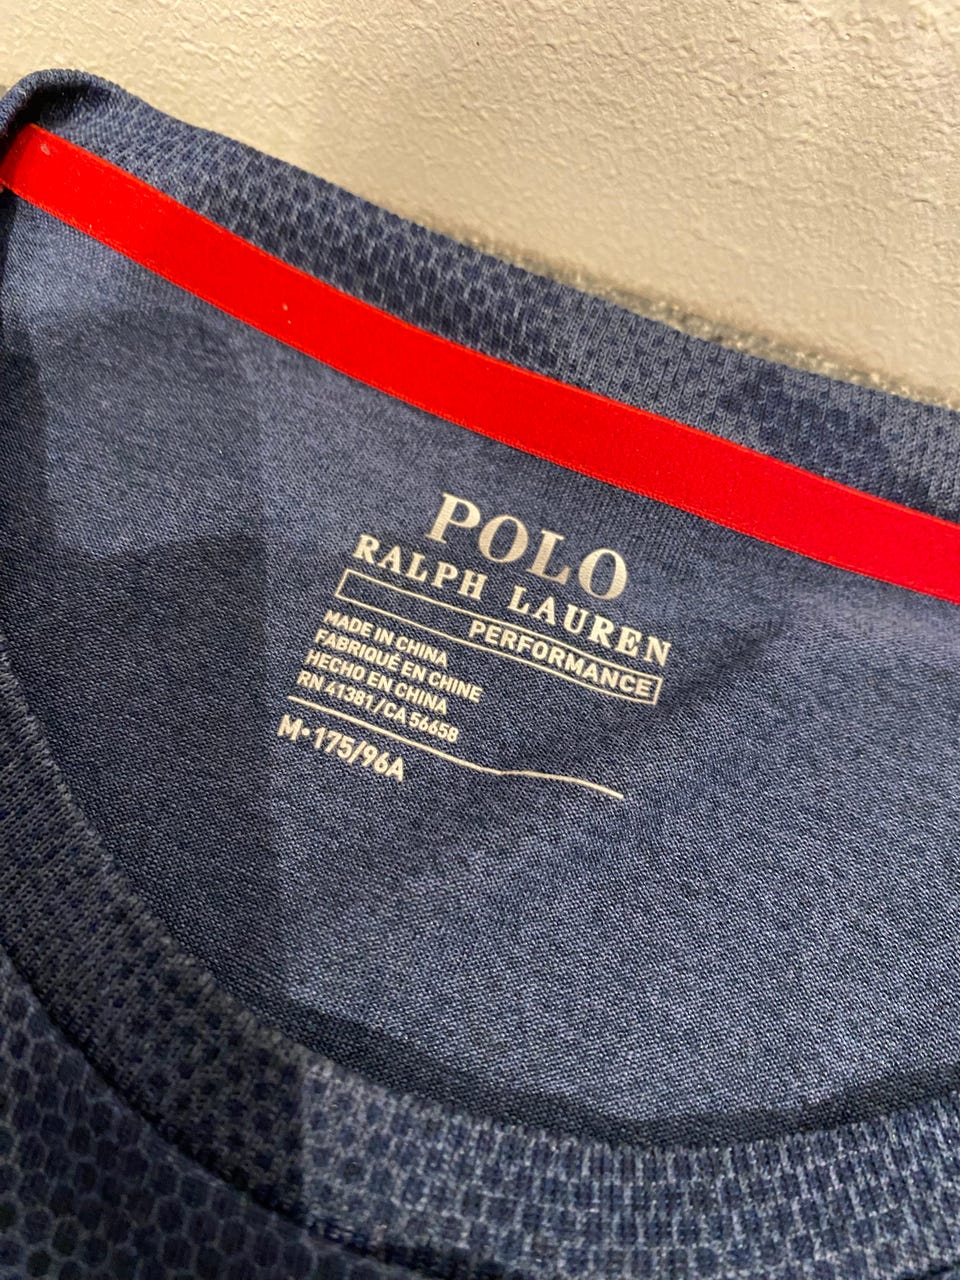 POLO
RALPH LAUREN
PERFORMANCE
MADE IN CHINA
FABRIQUÉ EN CHINE
HECHO EN CHINA
RN 41381/CA 56658
M•175/96A